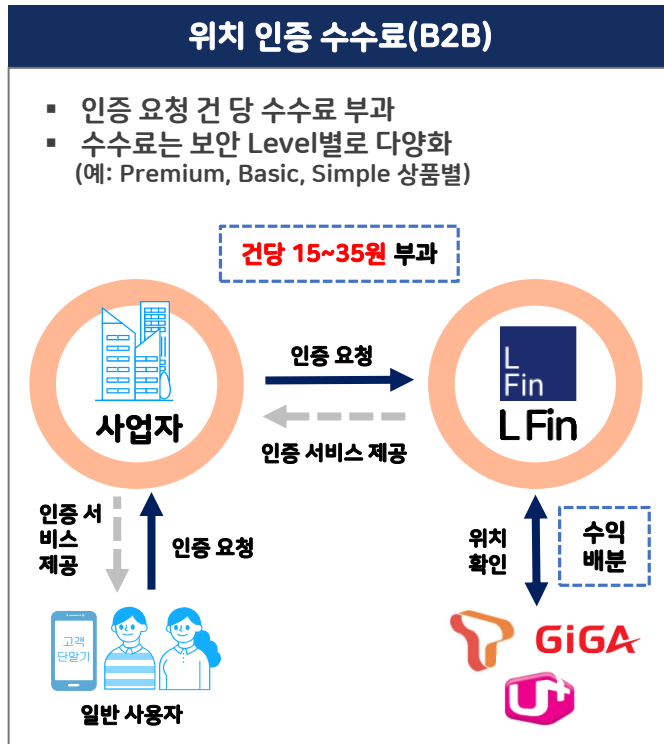 위치 인증 수수료(B2B)
▪ 인증 요청 건 당 수수료 부과
▪ 수수료는 보안 Level별로 다양화
(예: Premium, Basic, Simple 상품별)
건당 15~35원 부과
사업자
인증 요청
인증 서비스 제공
L
Fin
L Fin
인증 서
비스
제공
인증 요청
위치
확인
수익
배분
고객
단말기
일반 사용자
T
GiGA
U+